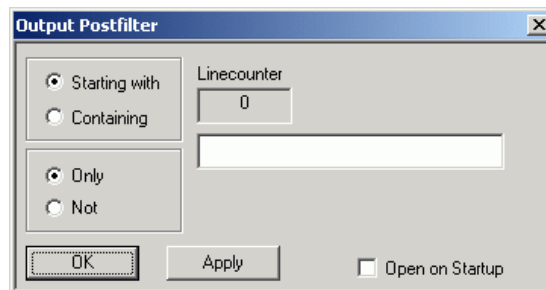 Output Postfilter
Starting with
Containing
Linecounter
0
Only
Not
OK
Apply
Open on Startup